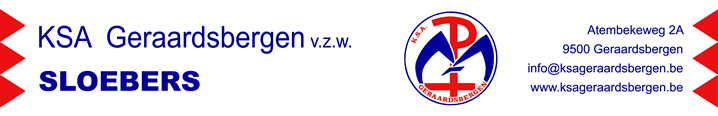 KSA Geraardsbergen v.z.w.
SLOEBERS
K.S.A.
GERAARDSBERGEN
Atembekeweg 2A
9500 Geraardsbergen
info@ksageraardsbergen.be
www.ksageraardsbergen.be